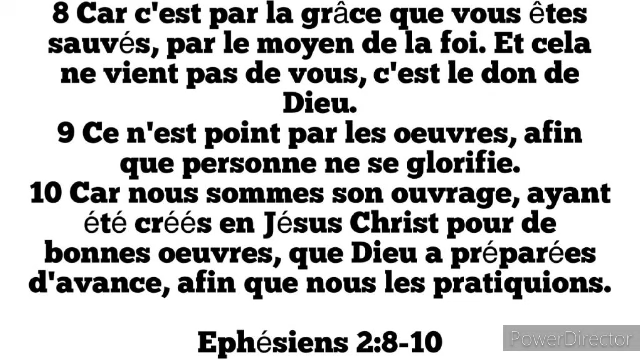 8 Car c'est par la grâce que vous êtes
sauvés, par le moyen de la foi. Et cela
ne vient pas de vous, c'est le don de
Dieu.
9 Ce n'est point par les oeuvres, afin
que personne ne se glorifie.
10 Car nous sommes son ouvrage, ayant
été créés en Jésus Christ pour de
bonnes oeuvres, que Dieu a préparées
d'avance, afin que nous les pratiquions.
Ephésiens 2:8-10
PowerDirector